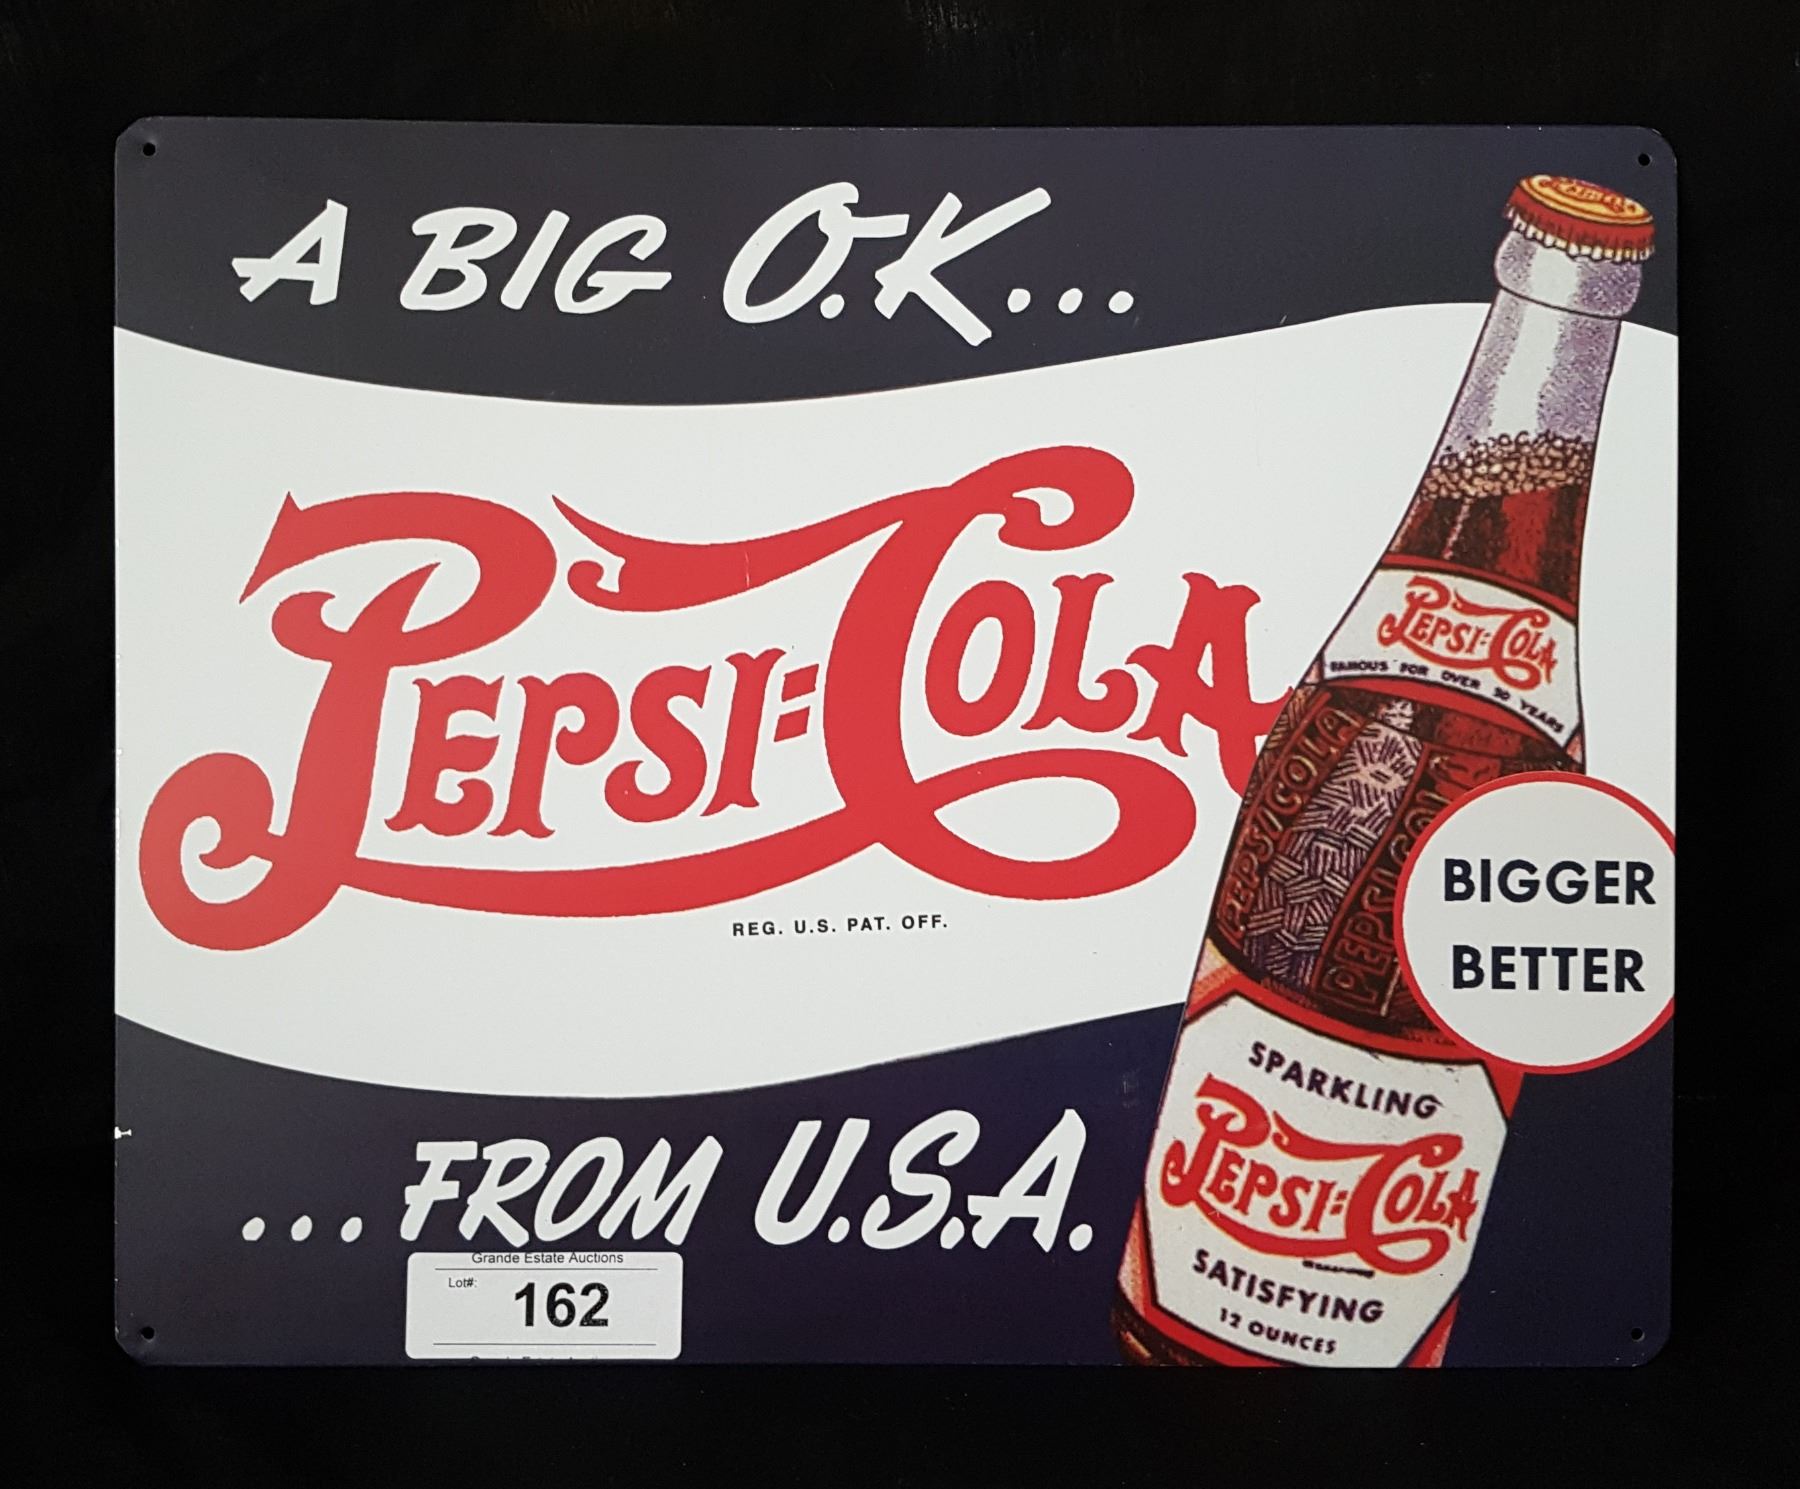 A BIG O.K...
PEPSI=COLA
REG. U.S. PAT. OFF.
...FROM U.S.A.
PEPSI=COLA
FAMOUS FOR OVER 30 YEARS
PEPSI COLA
BIGGER
BETTER
SPARKLING
PEPSI=COLA
SATISFYING
12 OUNCES
Grande Estate Auctions
Lot#:
162